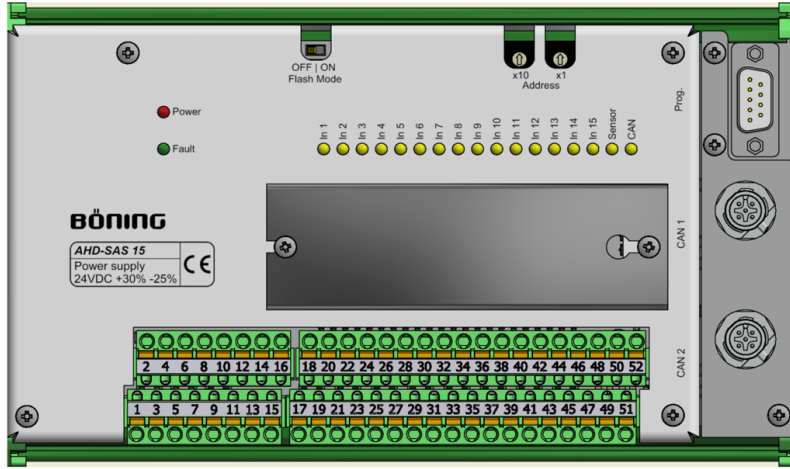 OFF | ON
Flash Mode
x10 x1
Address
Prog.
Power
Fault
In 1
In 2
In 3
In 4
In 5
In 6
In 7
In 8
In 9
In 10
In 11
In 12
In 13
In 14
In 15
Sensor
CAN
CAN 1
BÖNING
AHD-SAS 15
Power supply
24VDC +30% -25%
CE
CAN 2
2 4 6 8 10 12 14 16 18 20 22 24 26 28 30 32 34 36 38 40 42 44 46 48 50 52
1 3 5 7 9 11 13 15 17 19 21 23 25 27 29 31 33 35 37 39 41 43 45 47 49 51